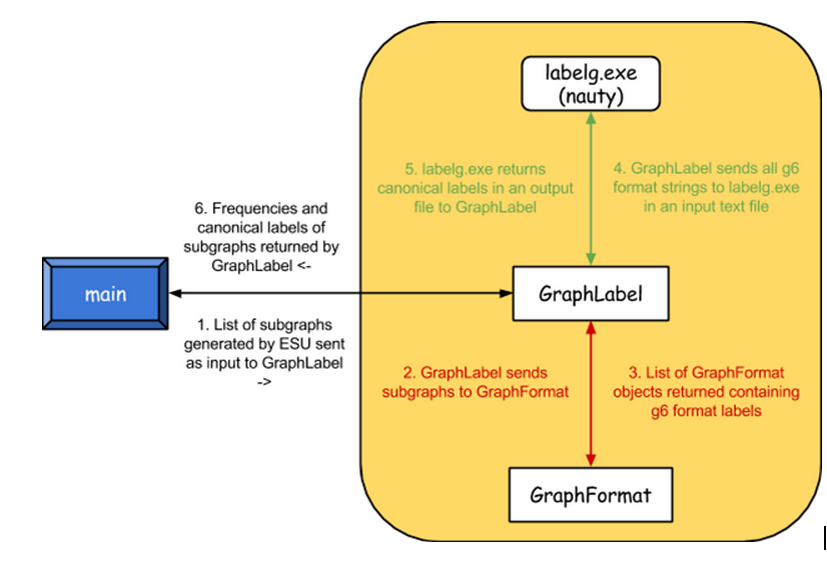 labelg.exe
(nauty)
5. labelg.exe returns
canonical labels in an output
file to GraphLabel
4. GraphLabel sends all g6
format strings to labelg.exe
in an input text file
6. Frequencies and
canonical labels of
subgraphs returned by
GraphLabel <-
main
GraphLabel
1. List of subgraphs
generated by ESU sent
as input to GraphLabel
->
2. GraphLabel sends
subgraphs to GraphFormat
3. List of GraphFormat
objects returned containing
g6 format labels
GraphFormat